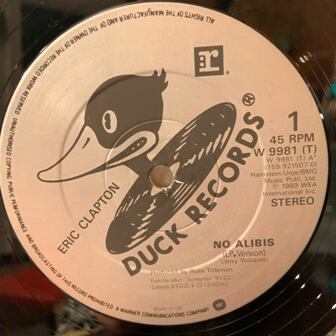 ALL RIGHTS OF THE MANUFACTURER AND OF THE OWNER OF THE RECORDED WORK RESERVED.
UNAUTHORISED COPYING, PUBLIC PERFORMANCE AND BROADCASTING OF THIS RECORD PROHIBITED
A WARNER COMMUNICATIONS COMPANY
r
1
45 RPM
W 9981 (T)
(W 9981 (T) A"
(759-921507-0)
Music Publ. Ltd.
℗ 1989 WEA
International Inc.
STEREO
ERIC CLAPTON
DUCK RECORDS®
NO ALIBIS
(LP Version)
(Jerry Williams)
Produced by Russ Titelman
Made in UK